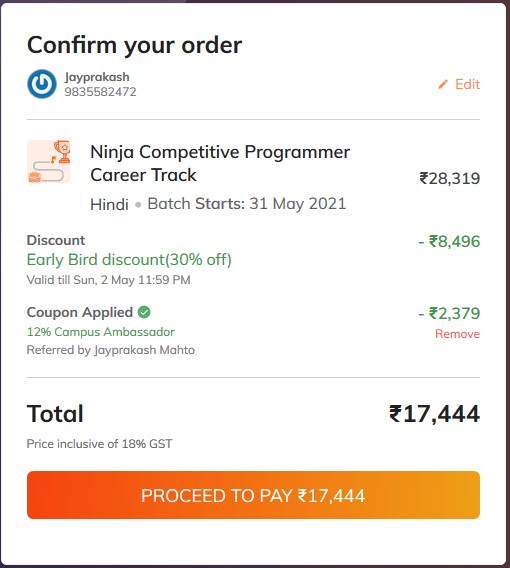 Confirm your order
Jayprakash
9835582472
Edit
Ninja Competitive Programmer
Career Track
₹28,319
Hindi Batch Starts: 31 May 2021
Discount
- ₹8,496
Early Bird discount(30% off)
Valid till Sun, 2 May 11:59 PM
Coupon Applied
- ₹2,379
12% Campus Ambassador
Remove
Referred by Jayprakash Mahto
Total
₹17,444
Price inclusive of 18% GST
PROCEED TO PAY ₹17,444